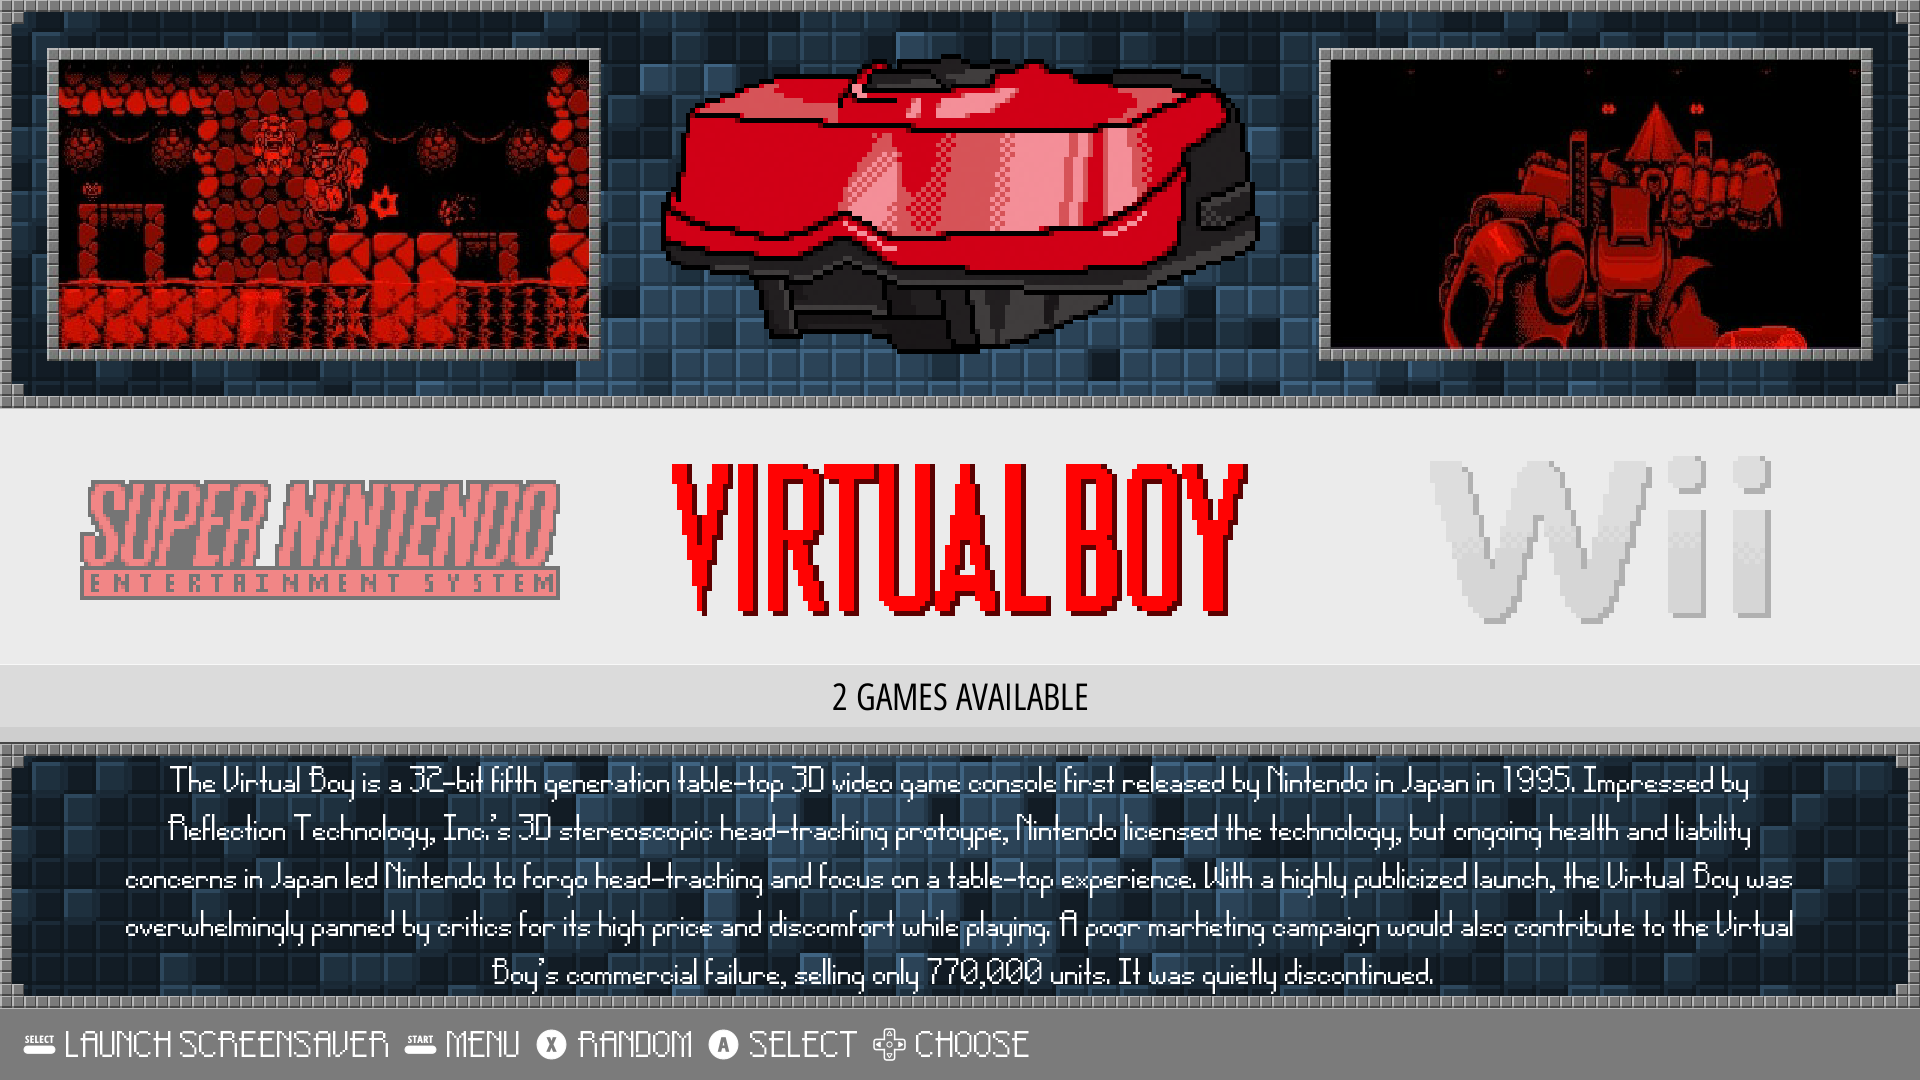 SUPER NINTENDO
ENTERTAINMENT SYSTEM
VIRTUAL BOY
Wii
2 GAMES AVAILABLE
The Virtual Boy is a 32-bit fifth generation table-top 3D video game console first released by Nintendo in Japan in 1995. Impressed by
Reflection Technology, Inc.'s 3D stereoscopic head-tracking protoype, Nintendo licensed the technology, but ongoing health and liability
concerns in Japan led Nintendo to forgo head-tracking and focus on a table-top experience. With a highly publicized launch, the Virtual Boy was
overwhelmingly panned by critics for its high price and discomfort while playing. A poor marketing campaign would also contribute to the Virtual
Boy's commercial failure, selling only 770,000 units. It was quietly discontinued.
SELECT LAUNCH SCREENSAVER START MENU X RANDOM A SELECT CHOOSE